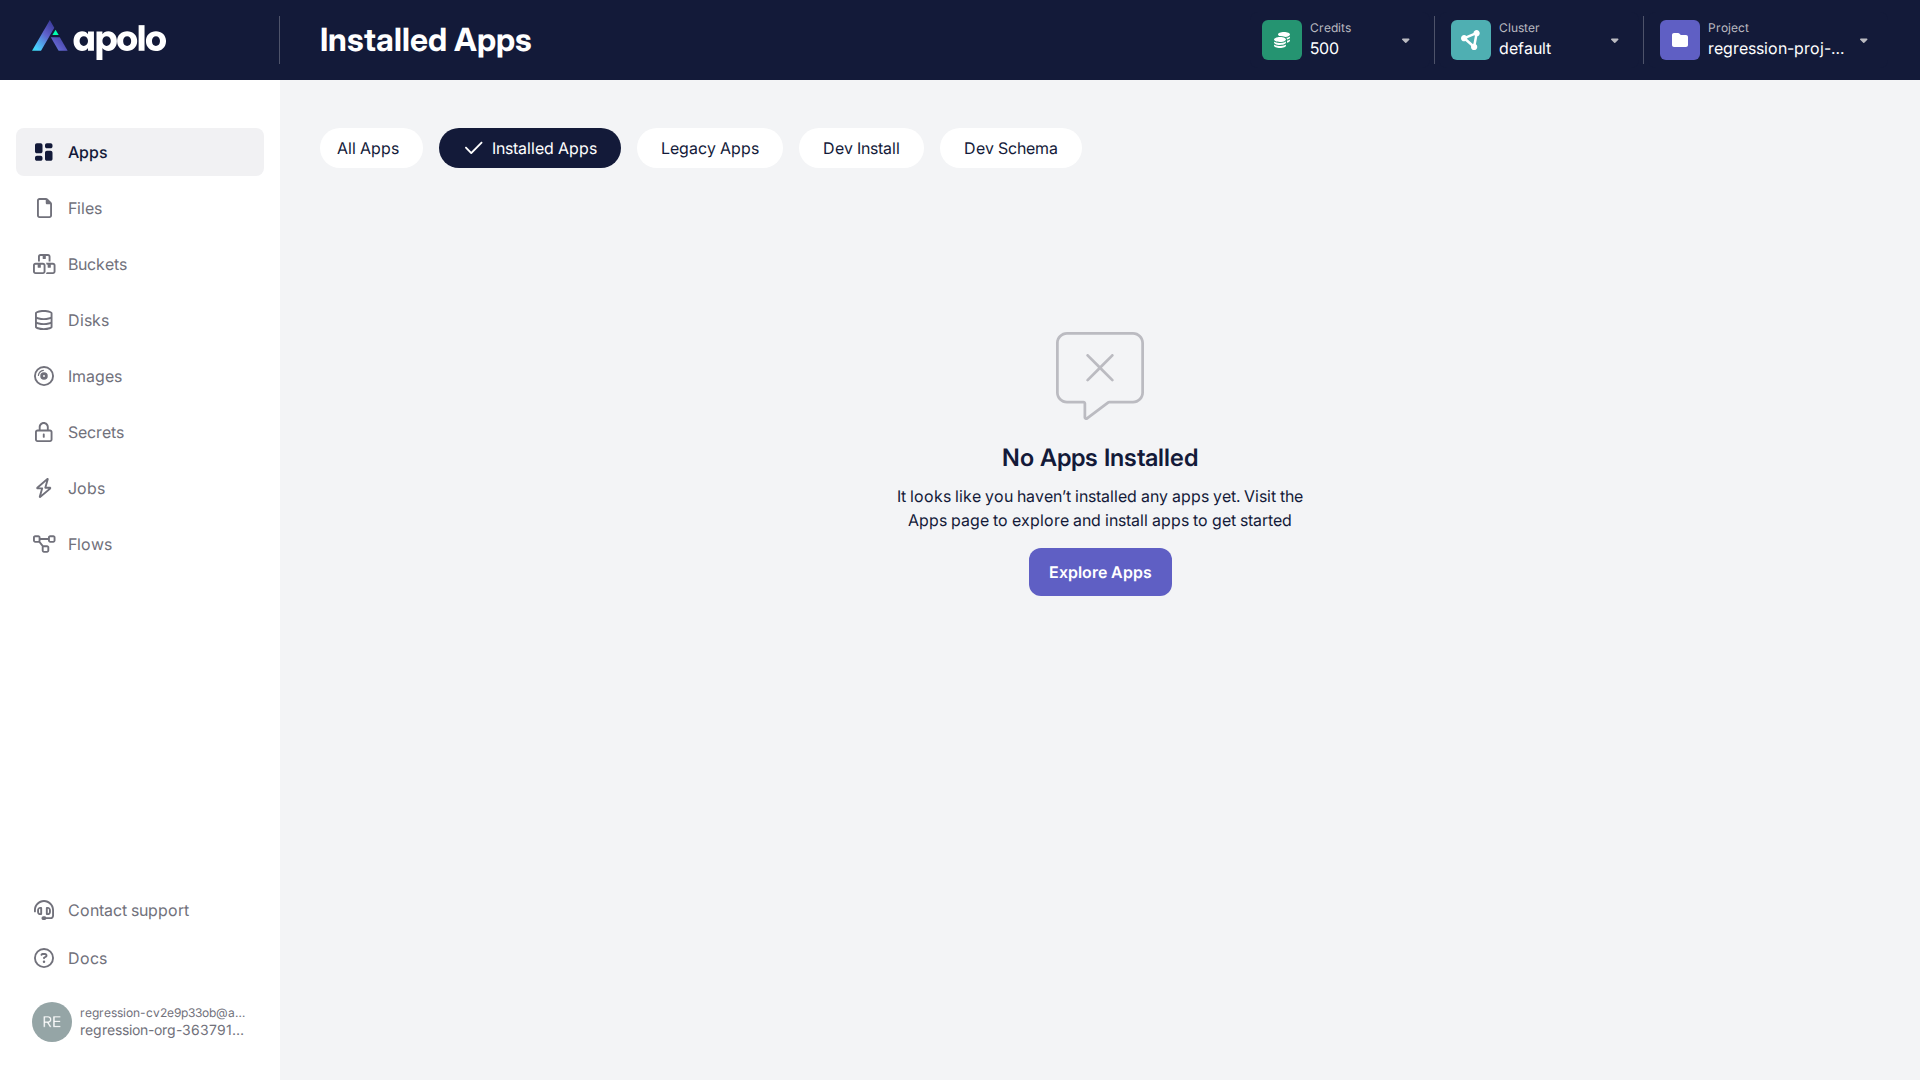 apolo
Installed Apps
Credits
500
Cluster
default
Project
regression-proj-...
Apps
Files
Buckets
Disks
Images
Secrets
Jobs
Flows
All Apps
Installed Apps
Legacy Apps
Dev Install
Dev Schema
No Apps Installed
It looks like you haven’t installed any apps yet. Visit the
Apps page to explore and install apps to get started
Explore Apps
Contact support
Docs
RE
regression-cv2e9p33ob@a...
regression-org-363791...